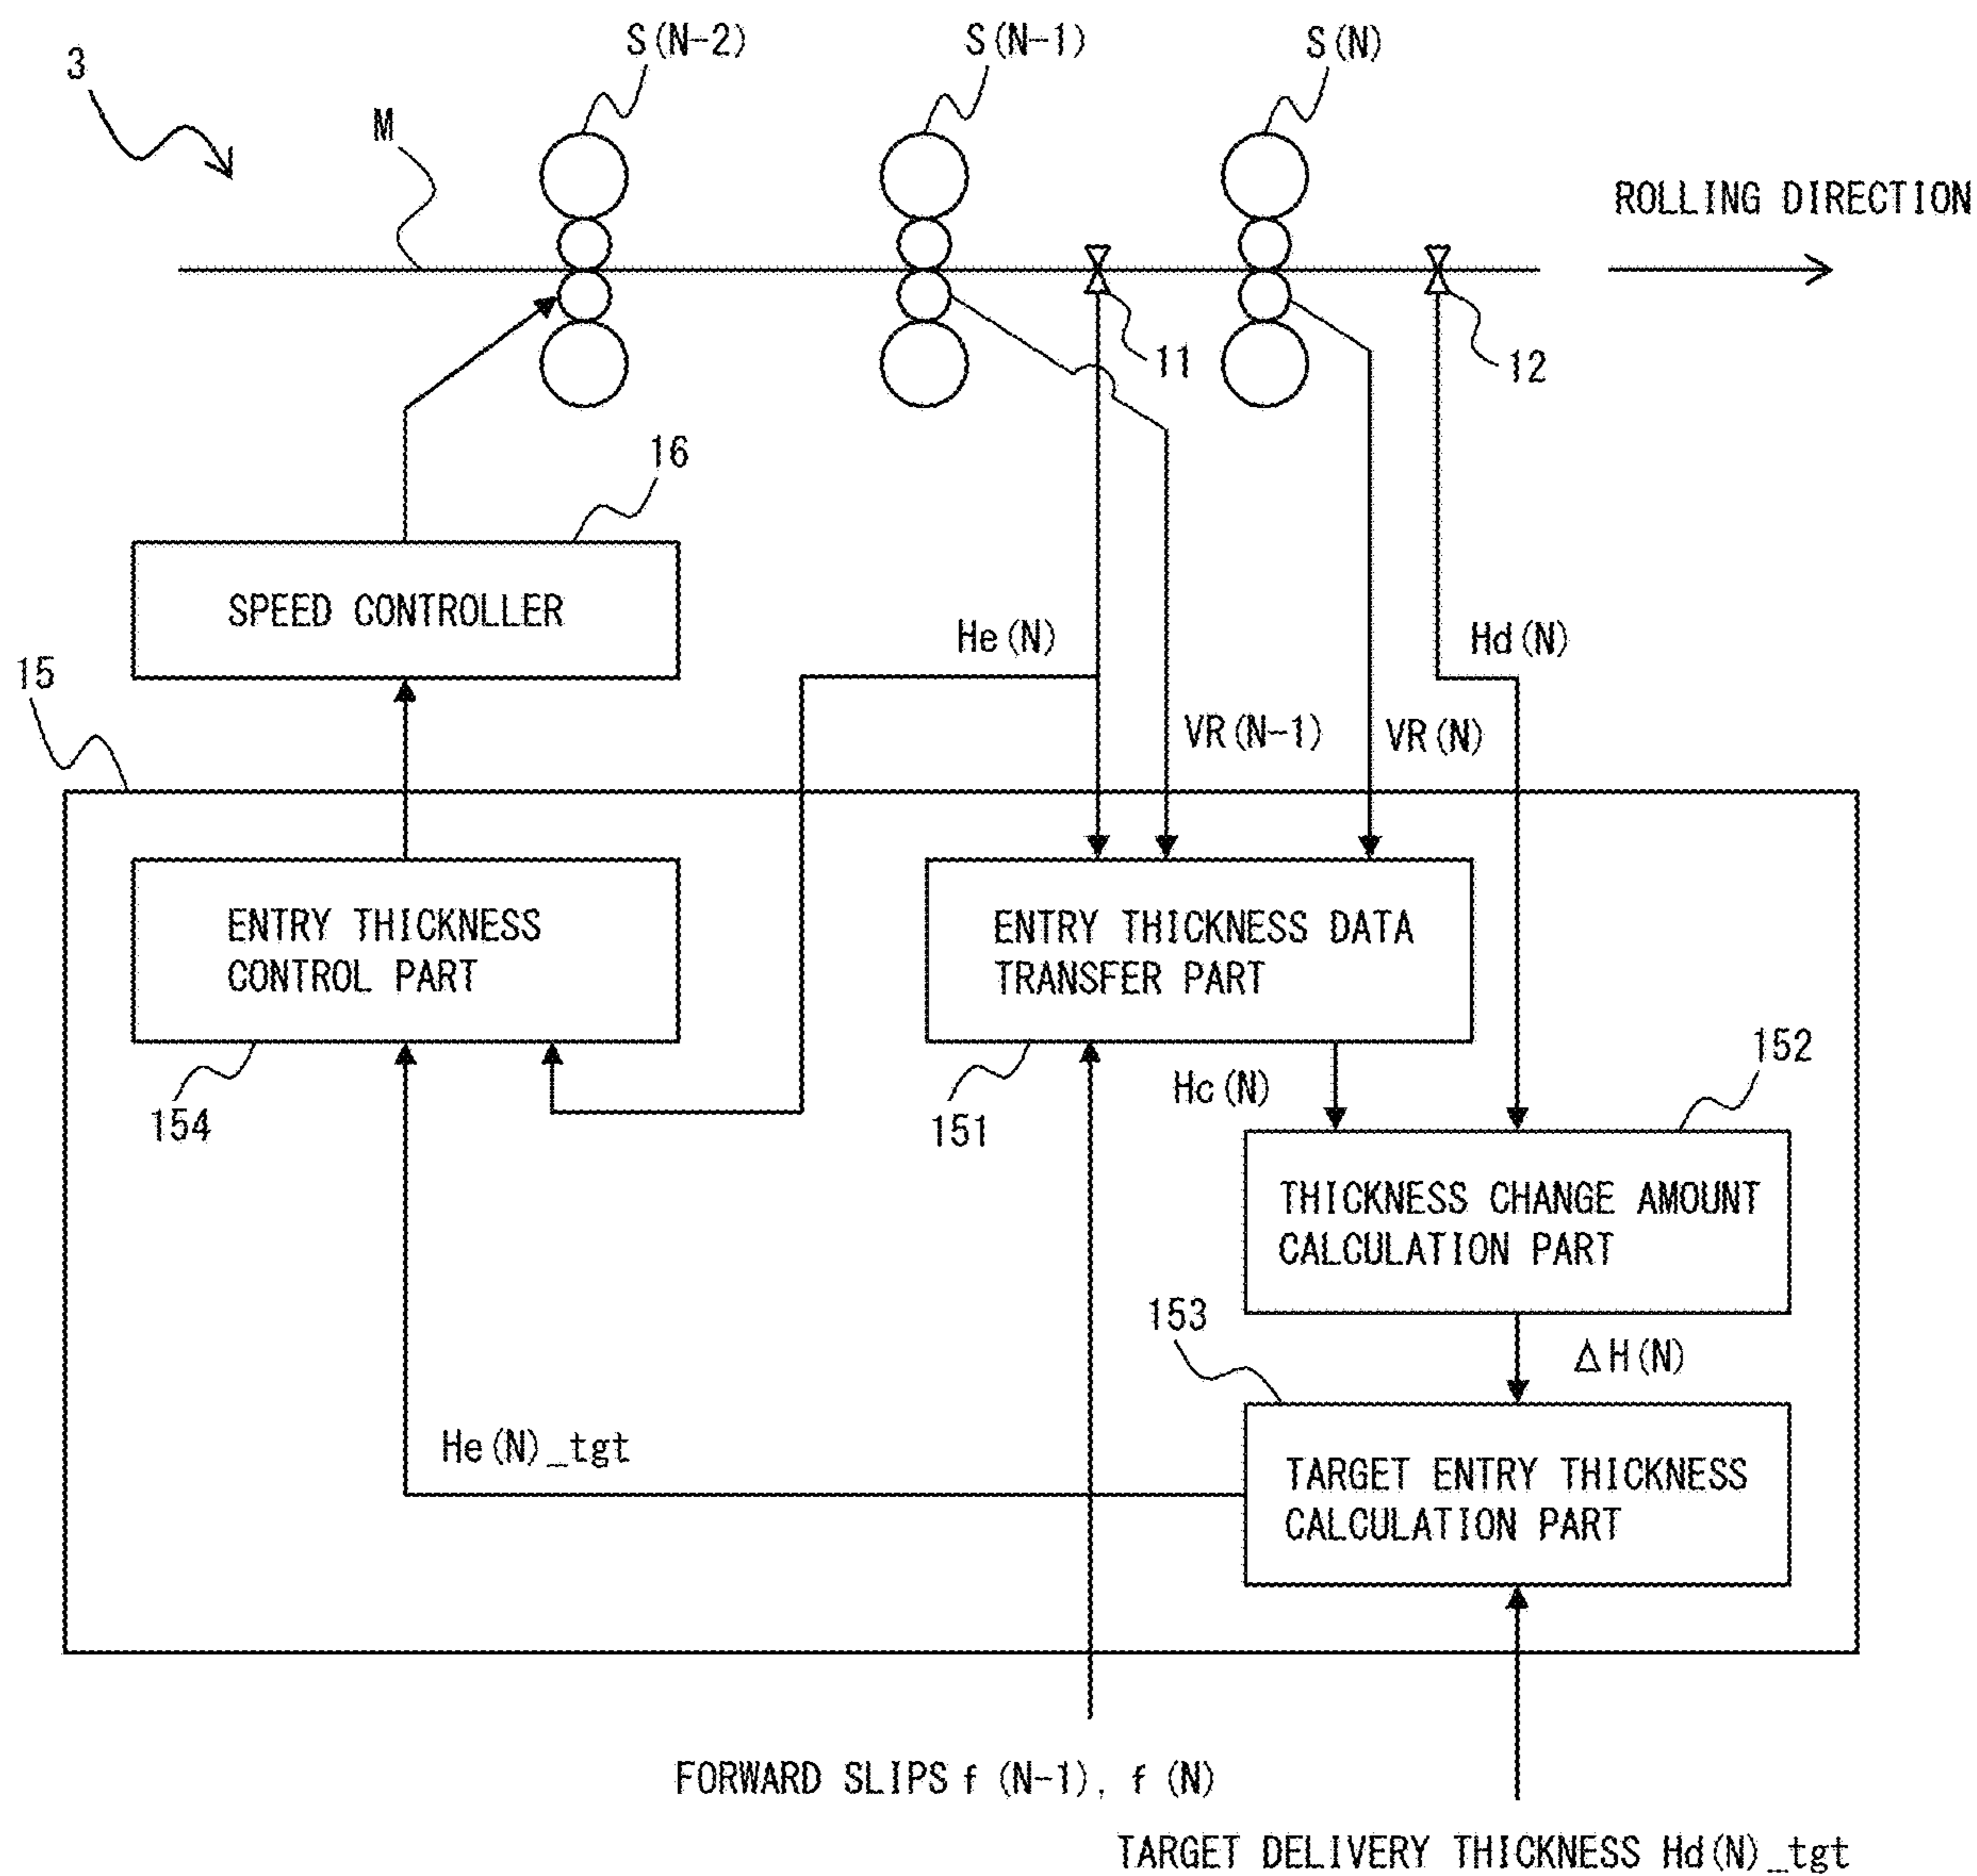 S(N-2)
S(N-1)
S(N)
3
M
ROLLING DIRECTION
11
12
16
SPEED CONTROLLER
He(N)
Hd(N)
15
VR(N-1)
VR(N)
ENTRY THICKNESS
CONTROL PART
ENTRY THICKNESS DATA
TRANSFER PART
152
Hc(N)
154
151
THICKNESS CHANGE AMOUNT
CALCULATION PART
153
ΔH(N)
He(N)_tgt
TARGET ENTRY THICKNESS
CALCULATION PART
FORWARD SLIPS f (N-1), f (N)
TARGET DELIVERY THICKNESS Hd(N)_tgt